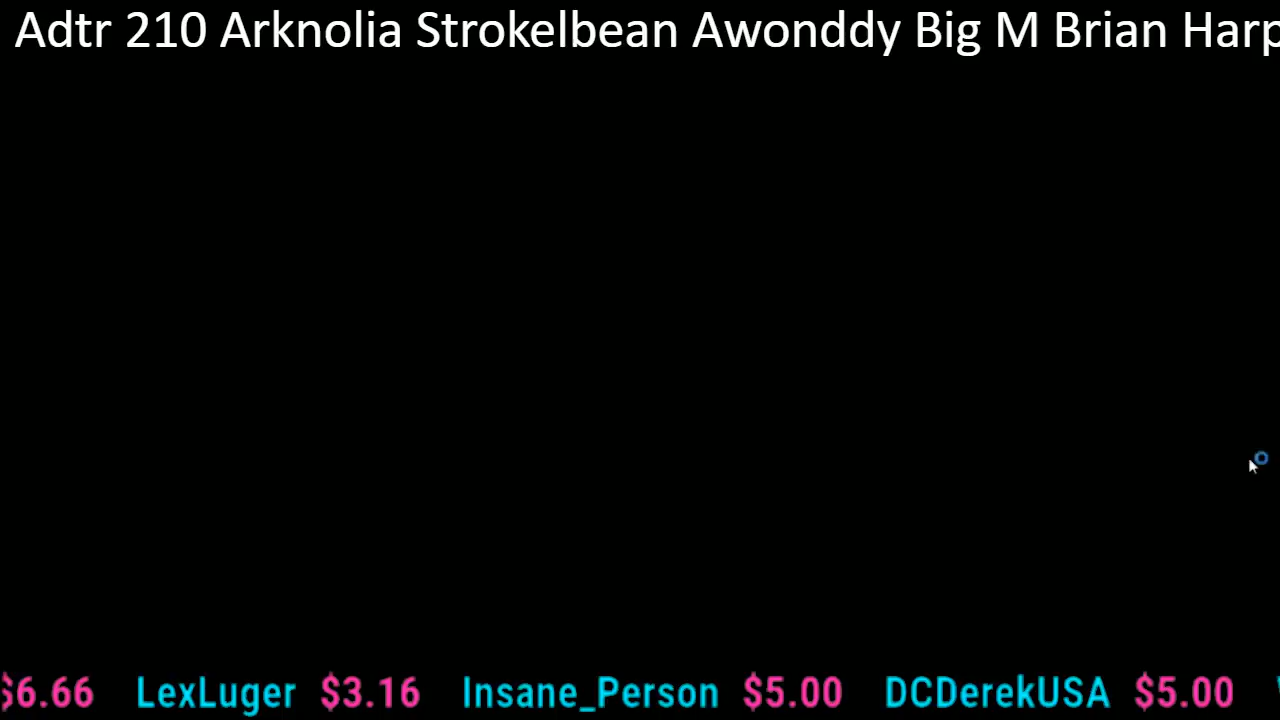 Adtr 210 Arknolia Strokelbean Awonddy Big M Brian Harp
$6.66 LexLuger $3.16 Insane_Person $5.00 DCDerekUSA $5.00